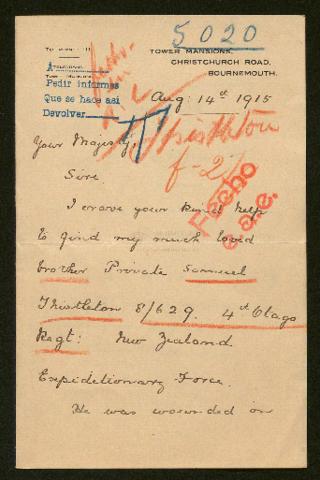 5020
TOWER MANSIONS,
CHRISTCHURCH ROAD,
BOURNEMOUTH.
Pedir informes
Que se hace asi
Devolver
Aug: 14th 1915
Thistleton
f-27
Fecho
Your Majesty,
Sire
I crave your kind help
to find my much loved
brother Private Samuel
Thistleton 8/629. 4th Otago
Regt: New Zealand
Expeditionary Force.
He was wounded on